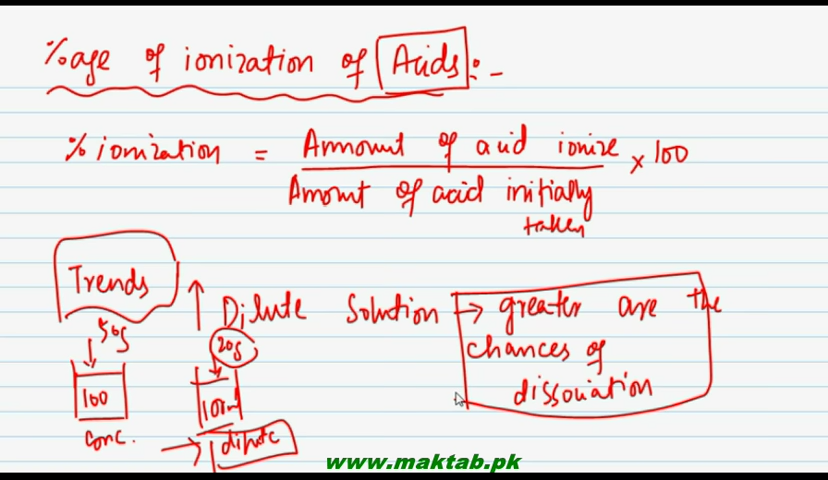 %age of ionization of Acids :-
% ionization = Ammount of acid ionize × 100
Amount of acid initially
taken
Trends
Dilute Solution → greater are the
chances of
dissociation
50g
20g
100
100ml
Conc.
→ dilute
www.maktab.pk